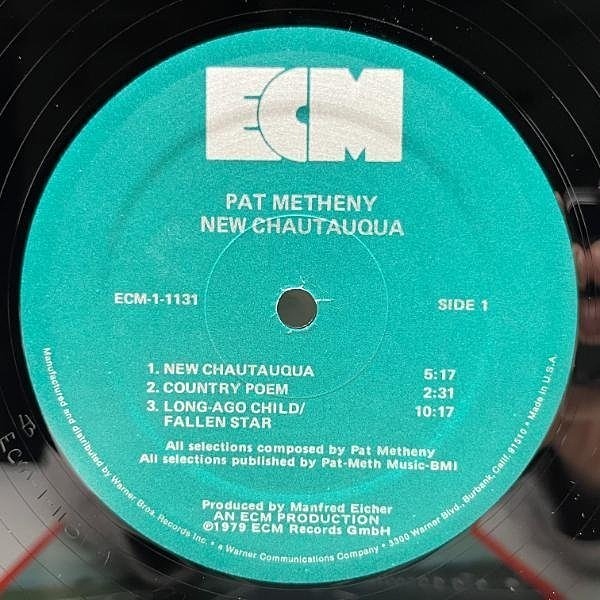 ECM
PAT METHENY
NEW CHAUTAUQUA
ECM-1-1131
SIDE 1
1. NEW CHAUTAUQUA 5:17
2. COUNTRY POEM 2:31
3. LONG-AGO CHILD/
FALLEN STAR 10:17
All selections composed by Pat Metheny
All selections published by Pat-Meth Music-BMI
Produced by Manfred Eicher
AN ECM PRODUCTION
©1979 ECM Records GmbH
Manufactured and distributed by Warner Bros. Records Inc. • a Warner Communications Company • 3300 Warner Blvd., Burbank, Calif 91510 • Made in U.S.A.